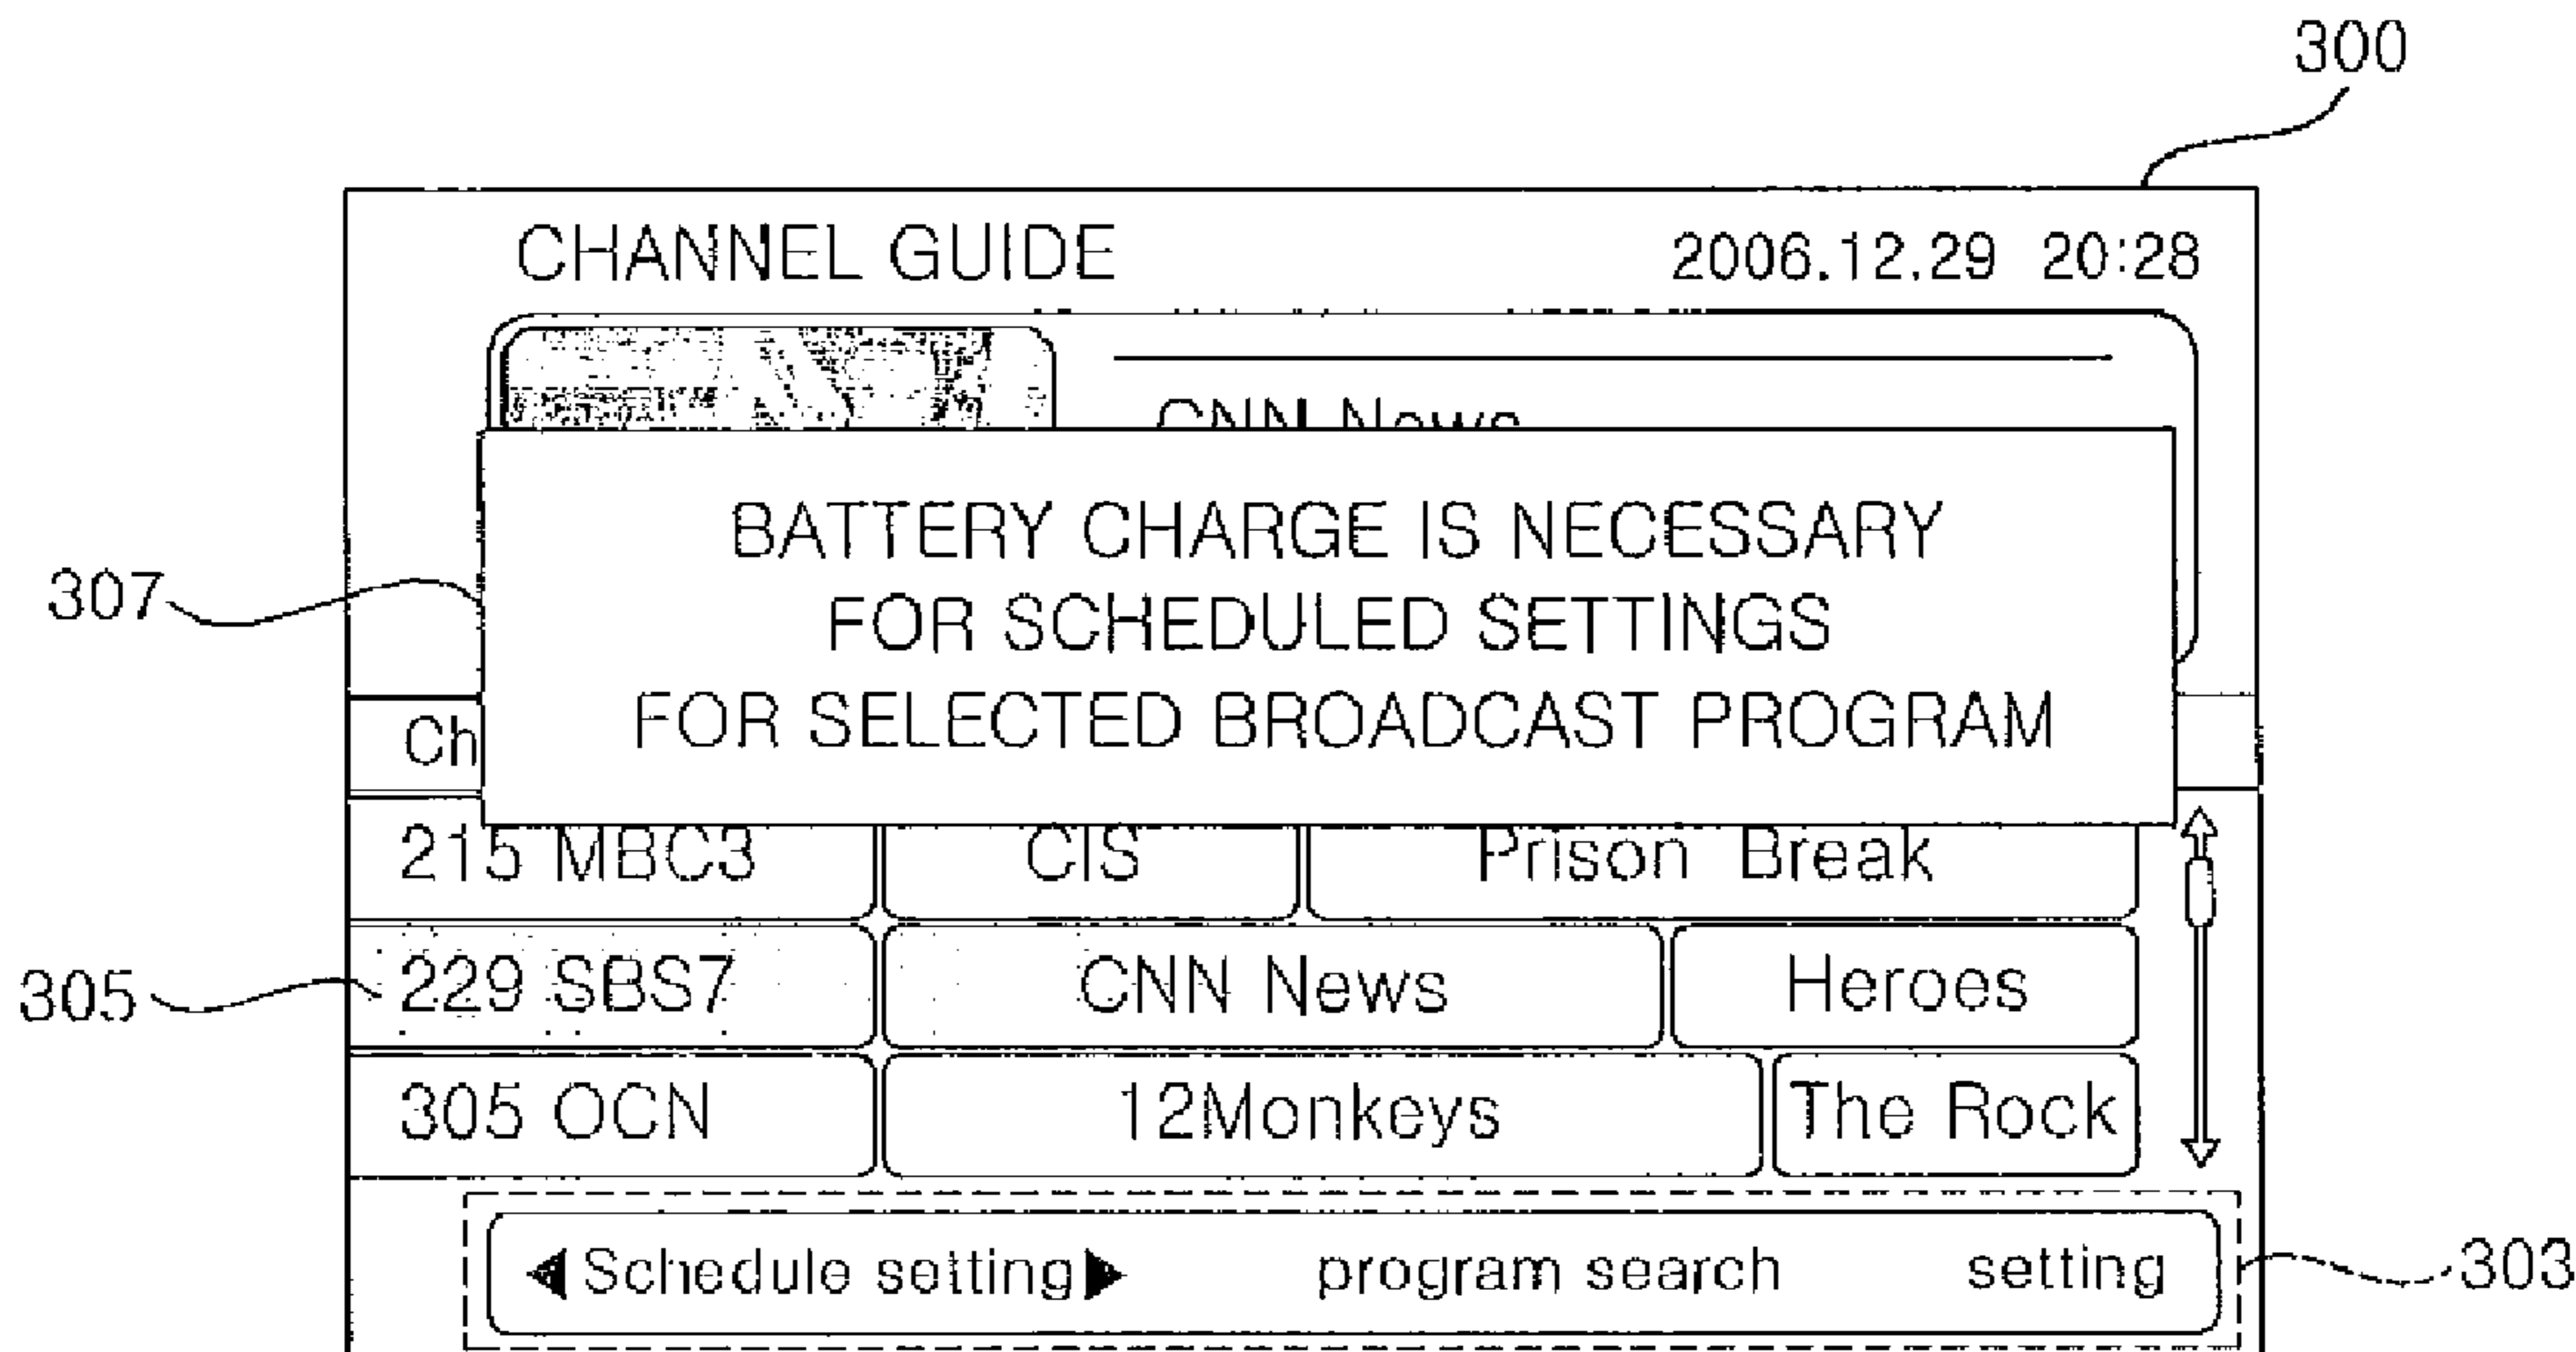 300
CHANNEL GUIDE 2006.12.29 20:28
CNN News
307
BATTERY CHARGE IS NECESSARY
FOR SCHEDULED SETTINGS
FOR SELECTED BROADCAST PROGRAM
Ch
215 MBC3 CIS Prison Break
305
229 SBS7 CNN News Heroes
305 OCN 12Monkeys The Rock
◀ Schedule setting ▶ program search setting
303